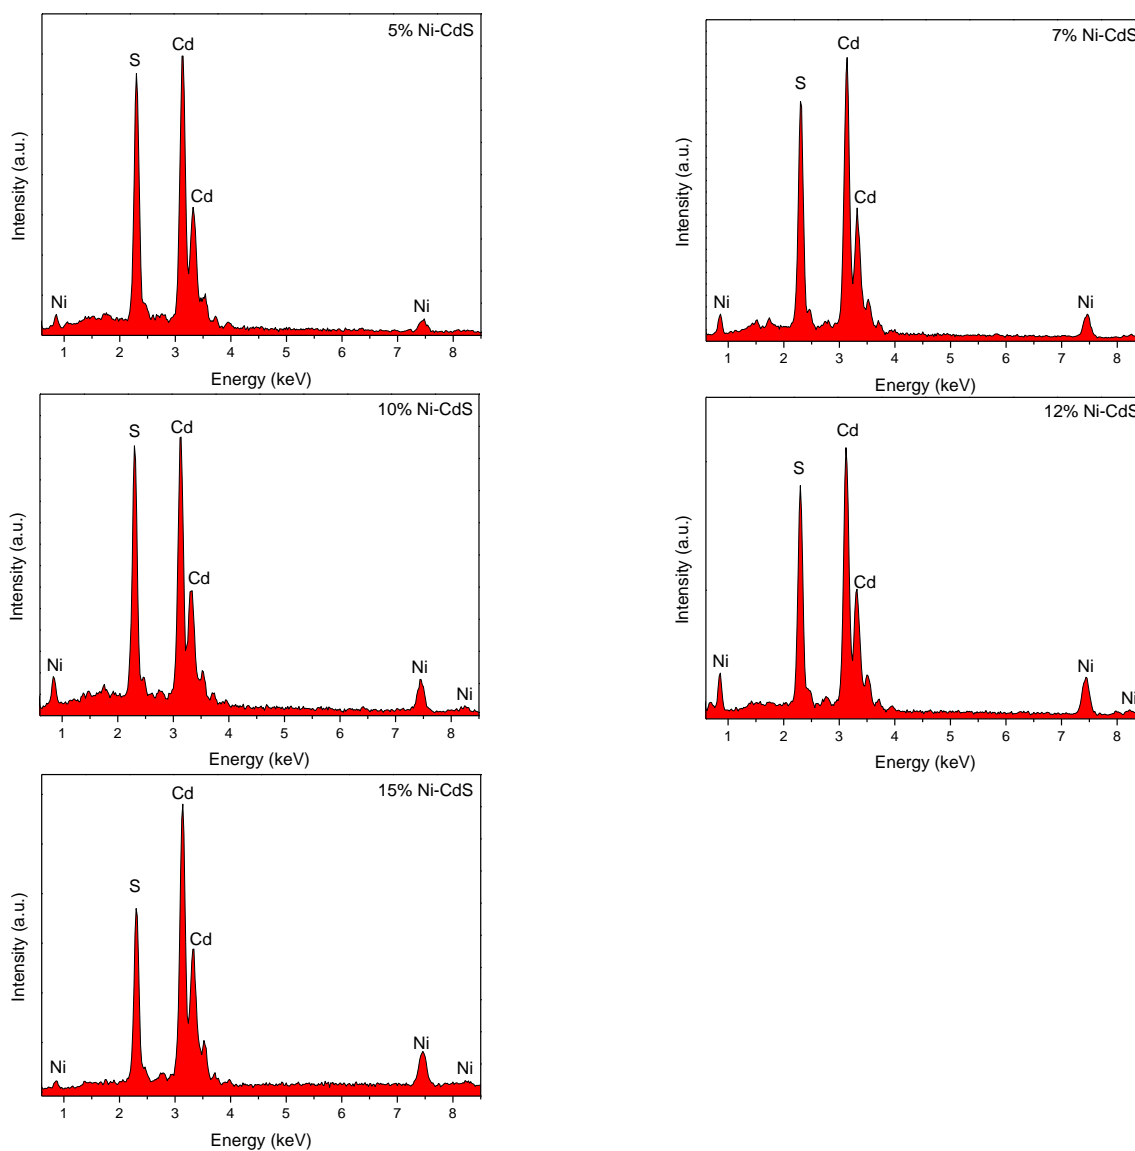 5% Ni-CdS
Cd
S
Cd
Ni
Ni
Intensity (a.u.)
1 2 3 4 5 6 7 8
Energy (keV)
7% Ni-CdS
Cd
S
Cd
Ni
Ni
Intensity (a.u.)
1 2 3 4 5 6 7 8
Energy (keV)
10% Ni-CdS
Cd
S
Cd
Ni
Ni
Ni
Intensity (a.u.)
1 2 3 4 5 6 7 8
Energy (keV)
12% Ni-CdS
Cd
S
Cd
Ni
Ni
Ni
Intensity (a.u.)
1 2 3 4 5 6 7 8
Energy (keV)
15% Ni-CdS
Cd
S
Cd
Ni
Ni
Ni
Intensity (a.u.)
1 2 3 4 5 6 7 8
Energy (keV)